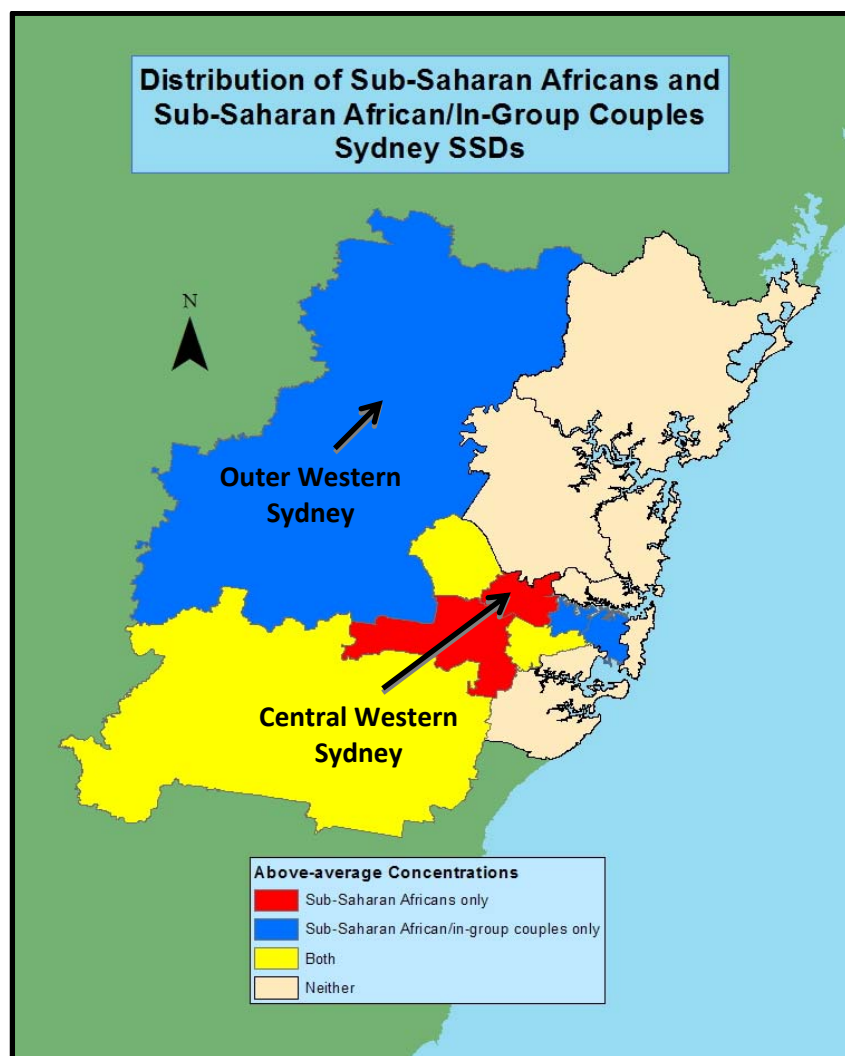 Distribution of Sub-Saharan Africans and
Sub-Saharan African/In-Group Couples
Sydney SSDs
N
Outer Western
Sydney
Central Western
Sydney
Above-average Concentrations
Sub-Saharan Africans only
Sub-Saharan African/in-group couples only
Both
Neither